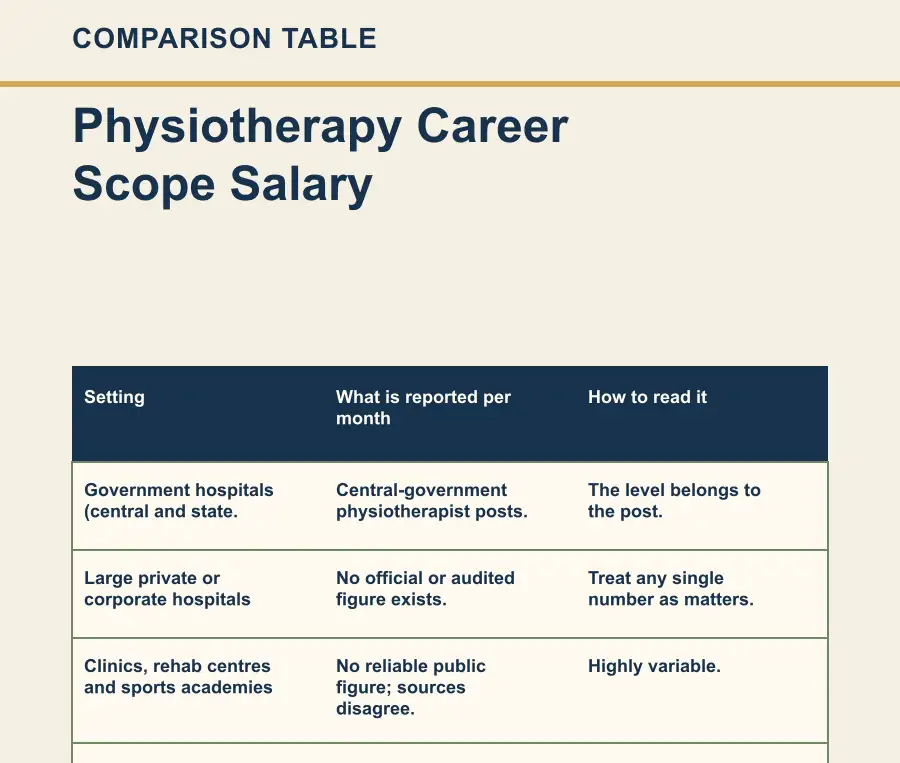 COMPARISON TABLE
Physiotherapy Career
Scope Salary
Setting
What is reported per
month
How to read it
Government hospitals
(central and state.
Central-government
physiotherapist posts.
The level belongs to
the post.
Large private or
corporate hospitals
No official or audited
figure exists.
Treat any single
number as matters.
Clinics, rehab centres
and sports academies
No reliable public
figure; sources
disagree.
Highly variable.